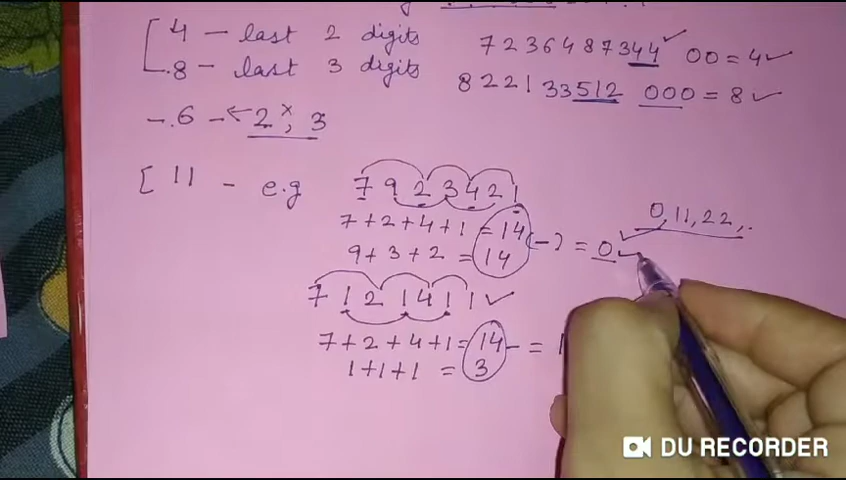 4 - last 2 digits
8 - last 3 digits
7236487344 ✓ 00 = 4 ✓
822133512 000 = 8 ✓
6 - ← 2 ×, 3
[ 11 - e.g 7923421
7+2+4+1 = 14
9+3+2 = 14
(-) = 0 ✓
0, 11, 22, ..
7121411 ✓
7+2+4+1 = 14 - = 1
1+1+1 = 3
DU RECORDER